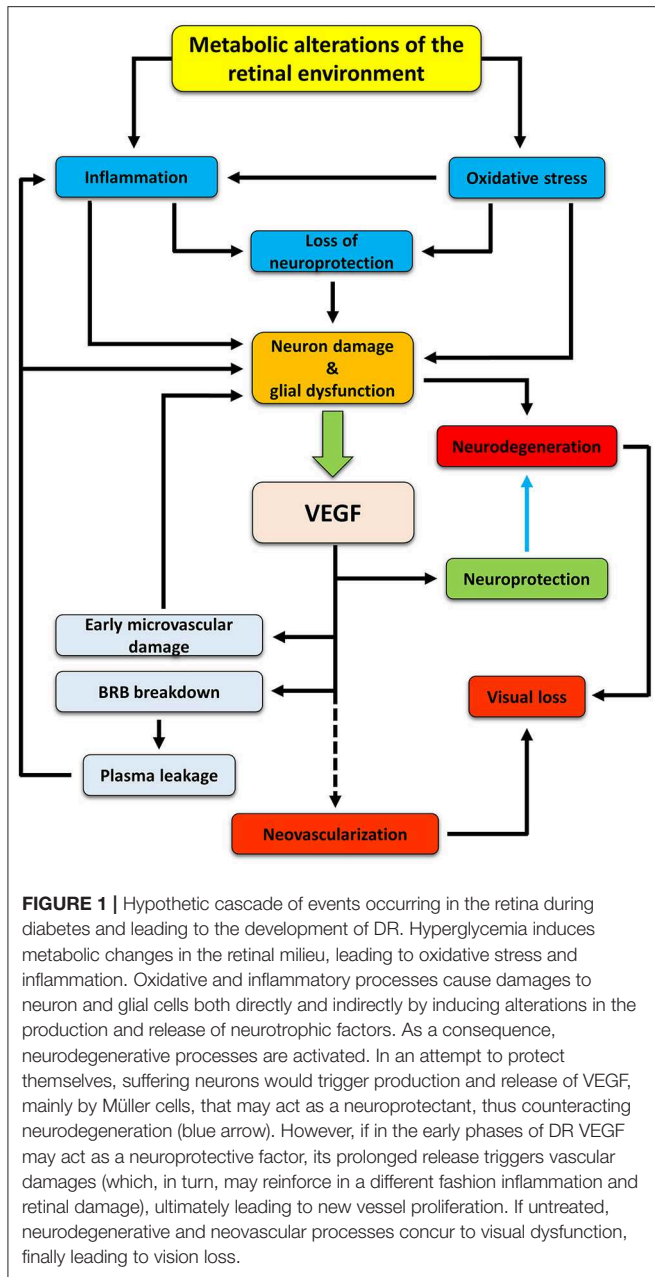 Metabolic alterations of the
retinal environment
Inflammation
Oxidative stress
Loss of
neuroprotection
Neuron damage
&
glial dysfunction
Neurodegeneration
VEGF
Neuroprotection
Early microvascular
damage
BRB breakdown
Visual loss
Plasma leakage
Neovascularization
FIGURE 1 | Hypothetic cascade of events occurring in the retina during
diabetes and leading to the development of DR. Hyperglycemia induces
metabolic changes in the retinal milieu, leading to oxidative stress and
inflammation. Oxidative and inflammatory processes cause damages to
neuron and glial cells both directly and indirectly by inducing alterations in the
production and release of neurotrophic factors. As a consequence,
neurodegenerative processes are activated. In an attempt to protect
themselves, suffering neurons would trigger production and release of VEGF,
mainly by Müller cells, that may act as a neuroprotectant, thus counteracting
neurodegeneration (blue arrow). However, if in the early phases of DR VEGF
may act as a neuroprotective factor, its prolonged release triggers vascular
damages (which, in turn, may reinforce in a different fashion inflammation and
retinal damage), ultimately leading to new vessel proliferation. If untreated,
neurodegenerative and neovascular processes concur to visual dysfunction,
finally leading to vision loss.